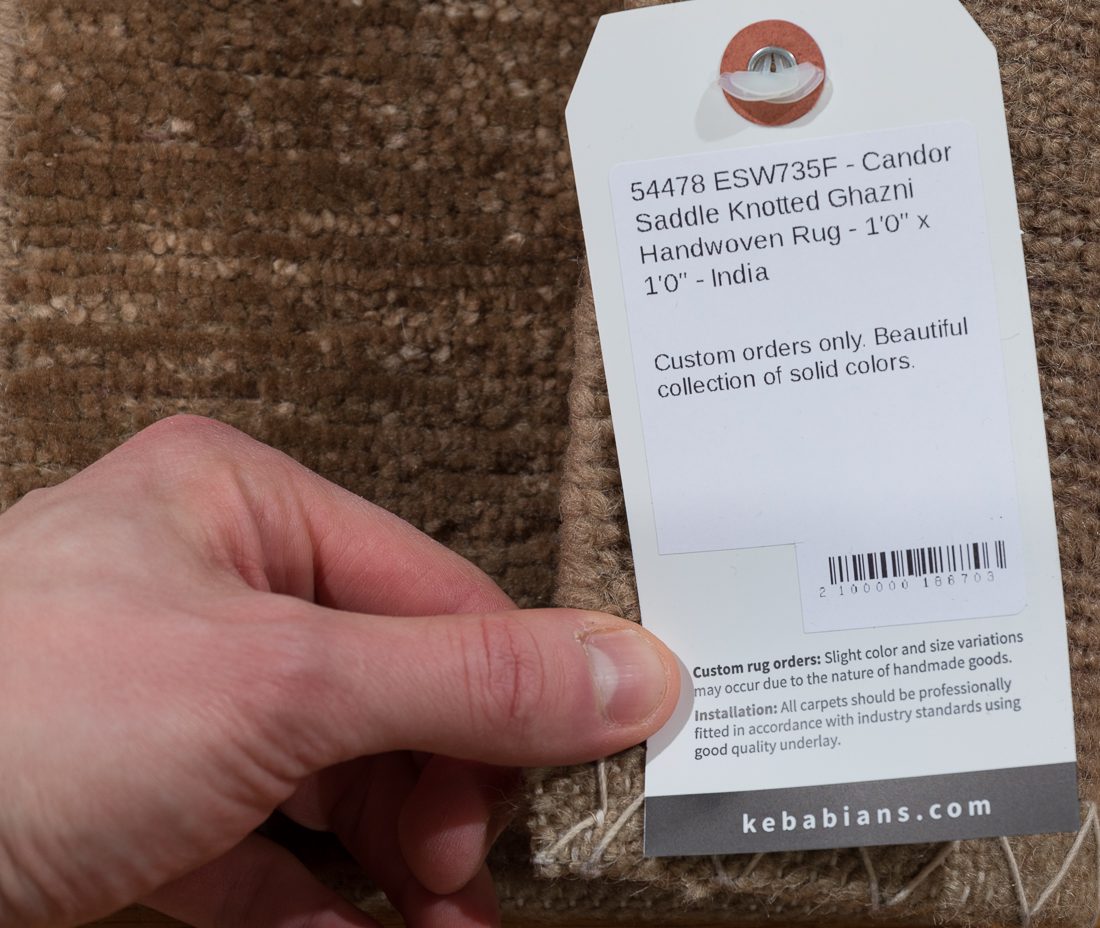 54478 ESW735F - Candor
Saddle Knotted Ghazni
Handwoven Rug - 1'0" x
1'0" - India
Custom orders only. Beautiful
collection of solid colors.
2 100000 186703
Custom rug orders: Slight color and size variations
may occur due to the nature of handmade goods.
Installation: All carpets should be professionally
fitted in accordance with industry standards using
good quality underlay.
kebabians.com